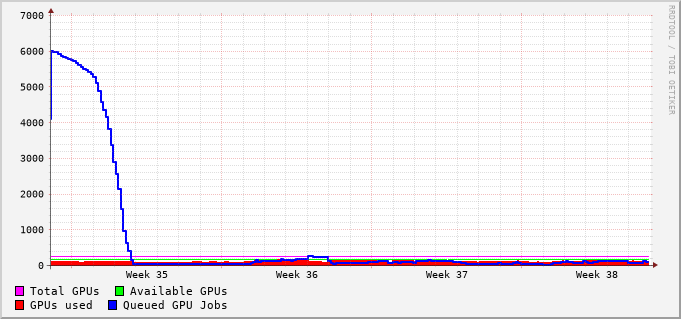 7000
6000
5000
4000
3000
2000
1000
0
Week 35 Week 36 Week 37 Week 38
Total GPUs Available GPUs
GPUs used Queued GPU Jobs
RRDTOOL / TOBI OETIKER